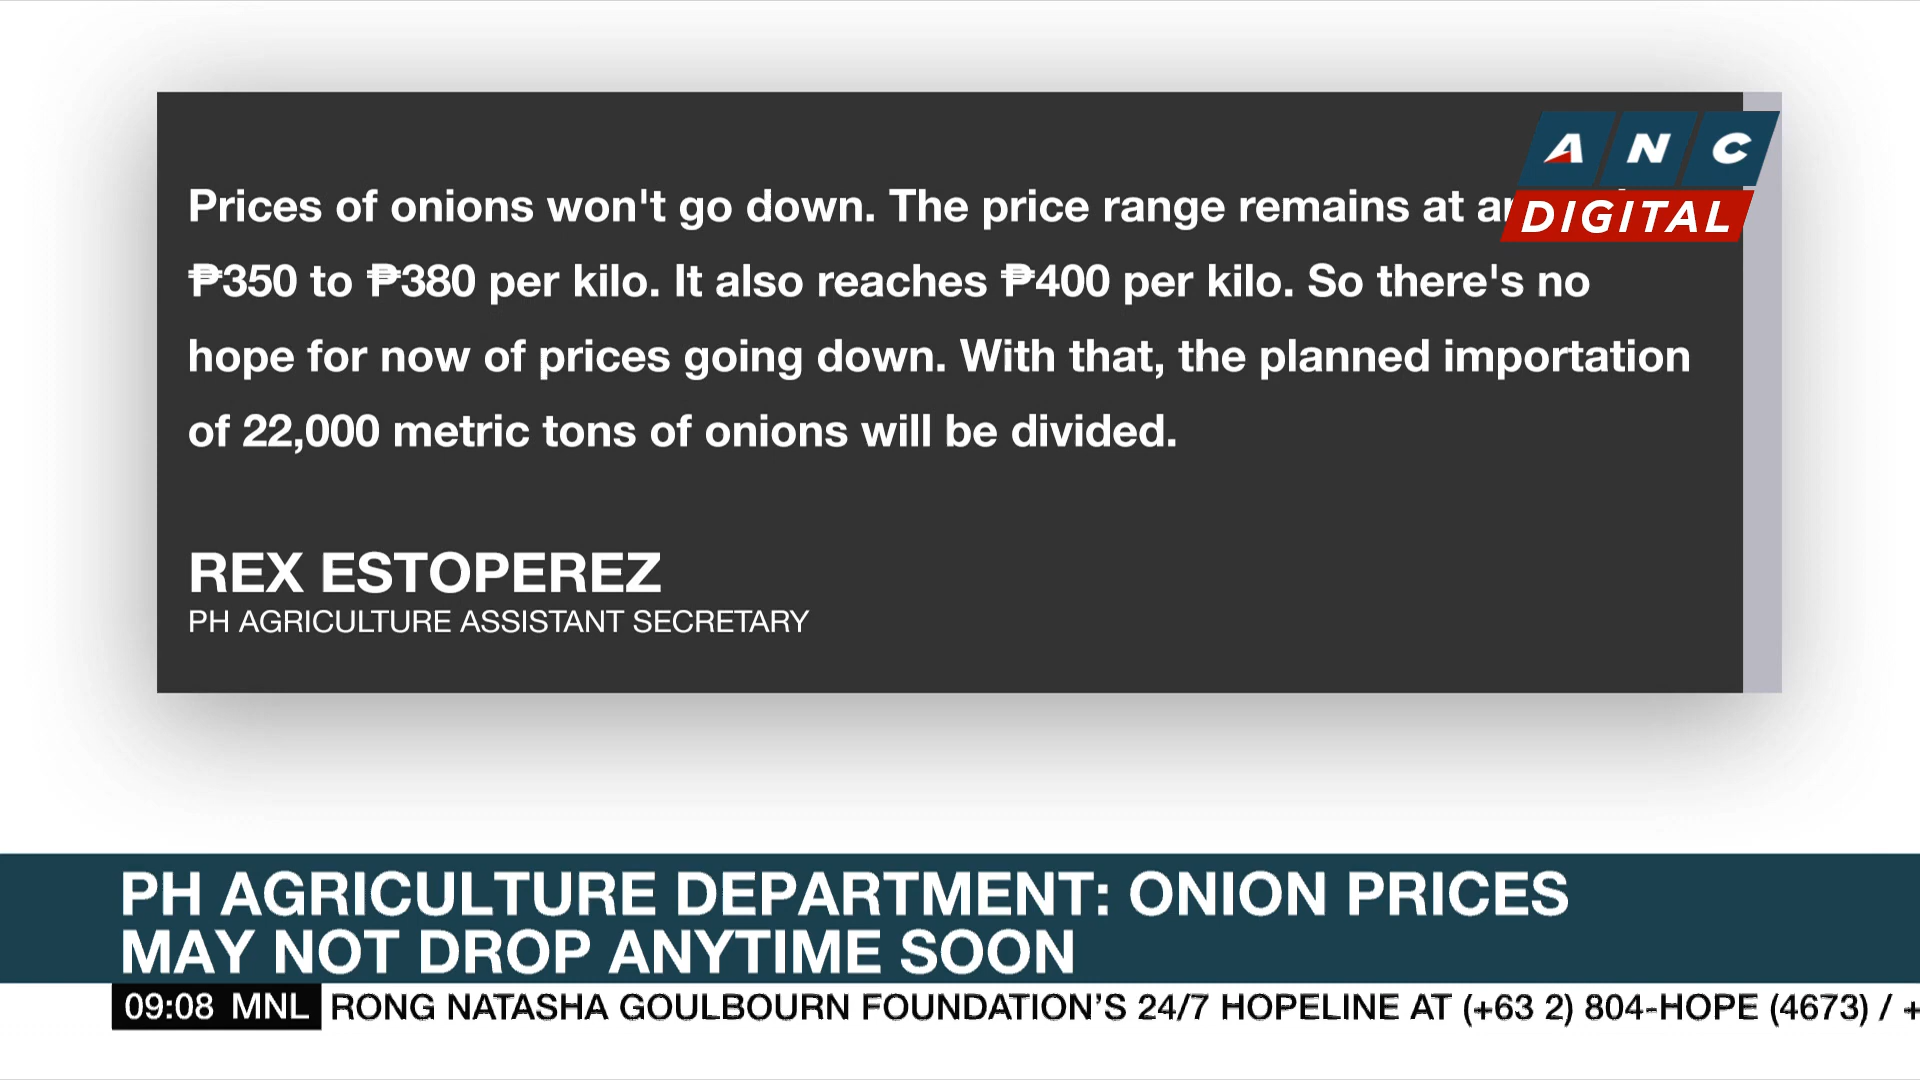 Prices of onions won't go down. The price range remains at
₱350 to ₱380 per kilo. It also reaches ₱400 per kilo. So there's no
hope for now of prices going down. With that, the planned importation
of 22,000 metric tons of onions will be divided.
REX ESTOPEREZ
PH AGRICULTURE ASSISTANT SECRETARY
ANC
DIGITAL
PH AGRICULTURE DEPARTMENT: ONION PRICES
MAY NOT DROP ANYTIME SOON
09:08 MNL RONG NATASHA GOULBOURN FOUNDATION’S 24/7 HOPELINE AT (+63 2) 804-HOPE (4673) / +